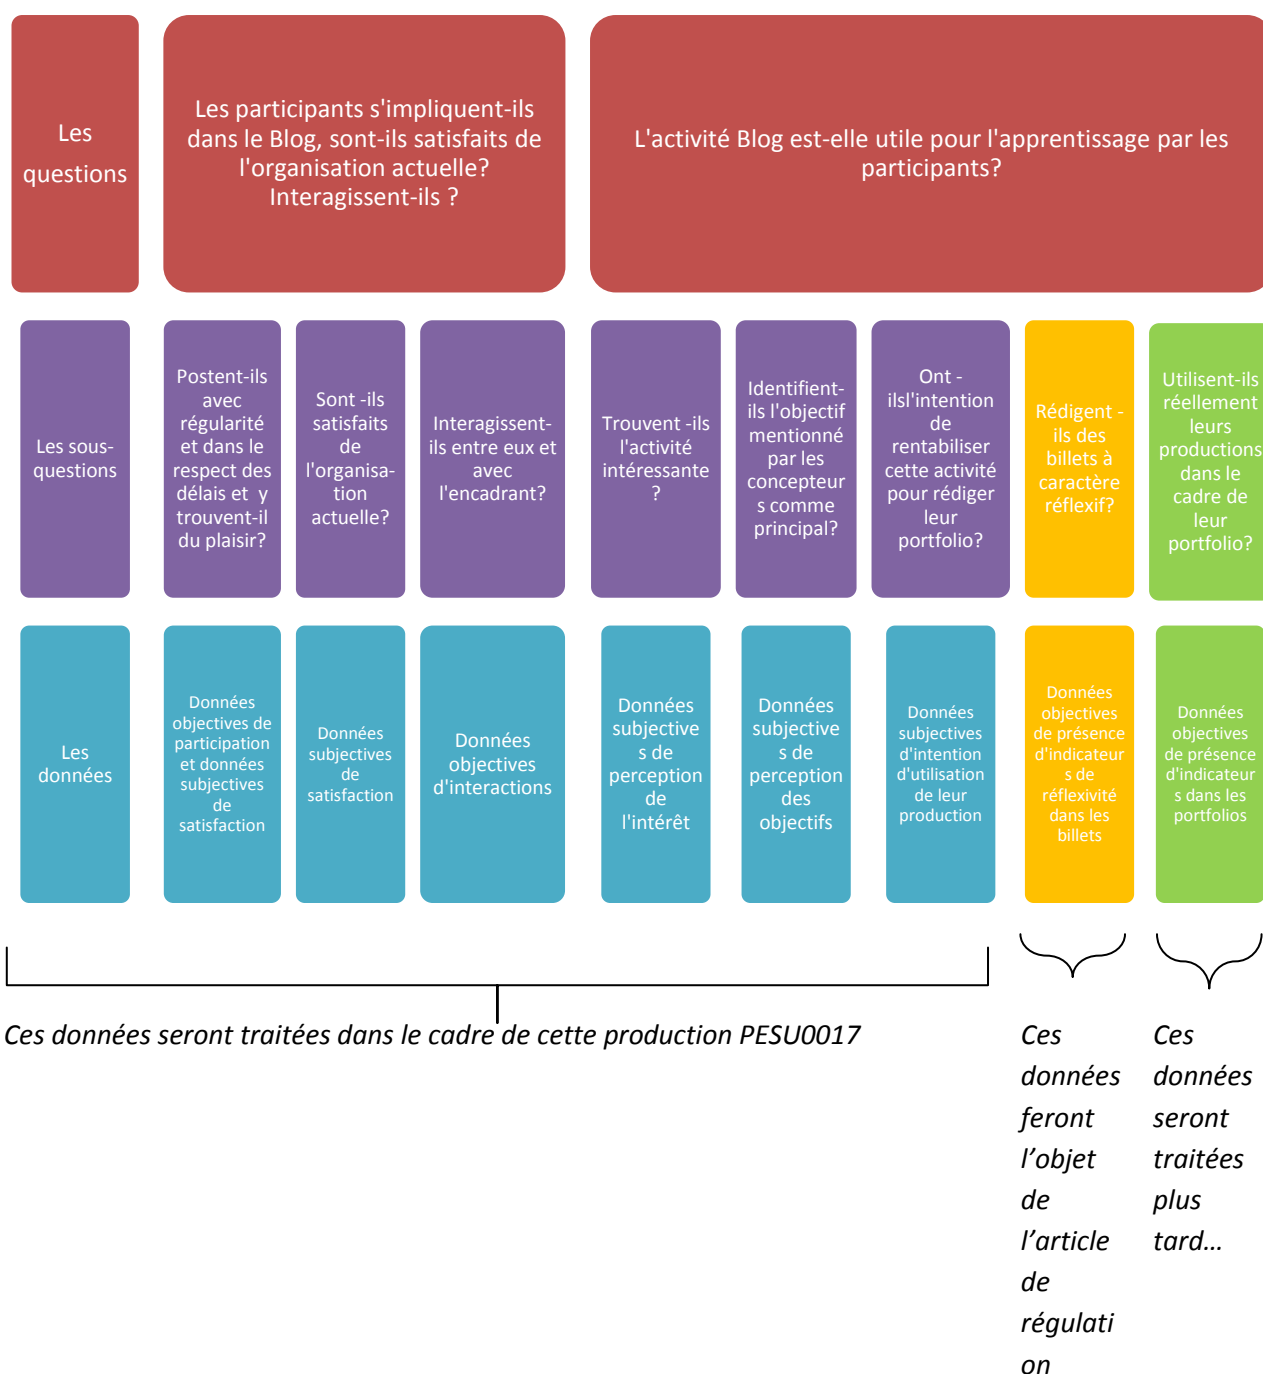 Les
questions
Les participants s'impliquent-ils
dans le Blog, sont-ils satisfaits de
l'organisation actuelle?
Interagissent-ils ?
L'activité Blog est-elle utile pour l'apprentissage par les
participants?
Les sous-
questions
Postent-ils
avec
régularité
et dans le
respect des
délais et y
trouvent-il
du plaisir?
Sont -ils
satisfaits
de
l'organisa-
tion
actuelle?
Interagissent-
ils entre eux et
avec
l'encadrant?
Trouvent -ils
l'activité
intéressante
?
Identifient-
ils l'objectif
mentionné
par les
concepteur
s comme
principal?
Ont -
ilsl'intention
de
rentabiliser
cette activité
pour rédiger
leur
portfolio?
Rédigent -
ils des
billets à
caractère
réflexif?
Utilisent-ils
réellement
leurs
productions
dans le
cadre de
leur
portfolio?
Les
données
Données
objectives de
participation
et données
subjectives
de
satisfaction
Données
subjectives
de
satisfaction
Données
objectives
d'interactions
Données
subjective
s de
perception
de
l'intérêt
Données
subjective
s de
perception
des
objectifs
Données
subjectives
d'intention
d'utilisation
de leur
production
Données
objectives
de présence
d'indicateur
s de
réflexivité
dans les
billets
Données
objectives
de présence
d'indicateur
s dans les
portfolios
Ces données seront traitées dans le cadre de cette production PESU0017
Ces
données
feront
l’objet
de
l’article
de
régulati
on
Ces
données
seront
traitées
plus
tard…